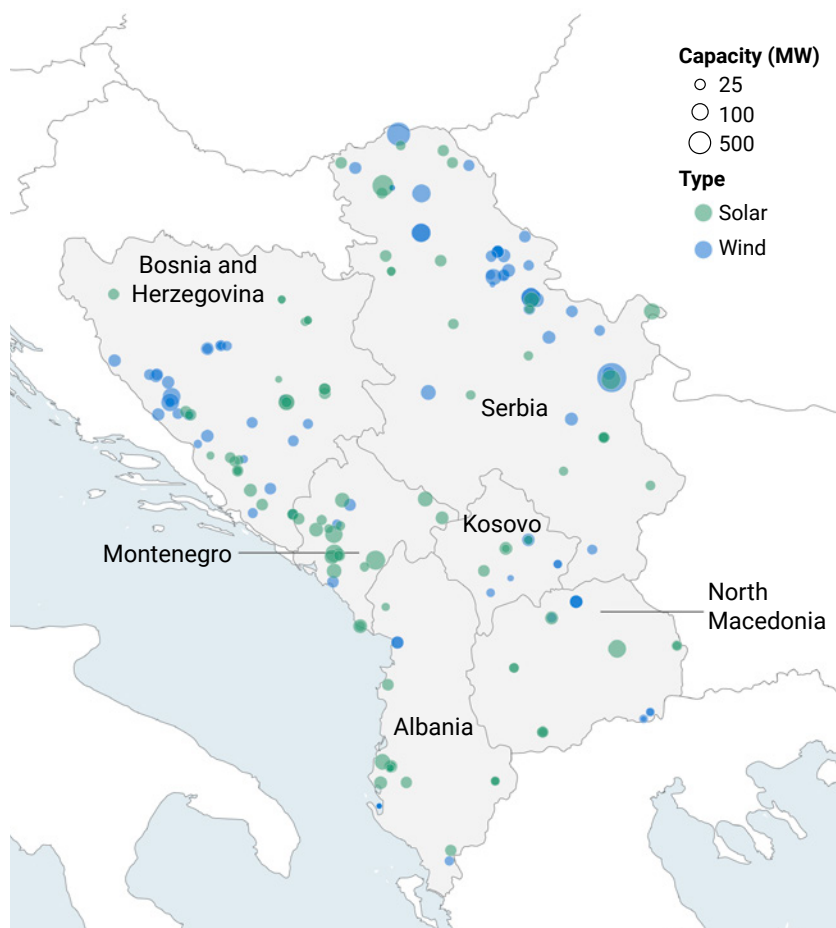 Capacity (MW)
25
100
500
Type
Solar
Wind
Bosnia and
Herzegovina
Serbia
Kosovo
Montenegro
North
Macedonia
Albania